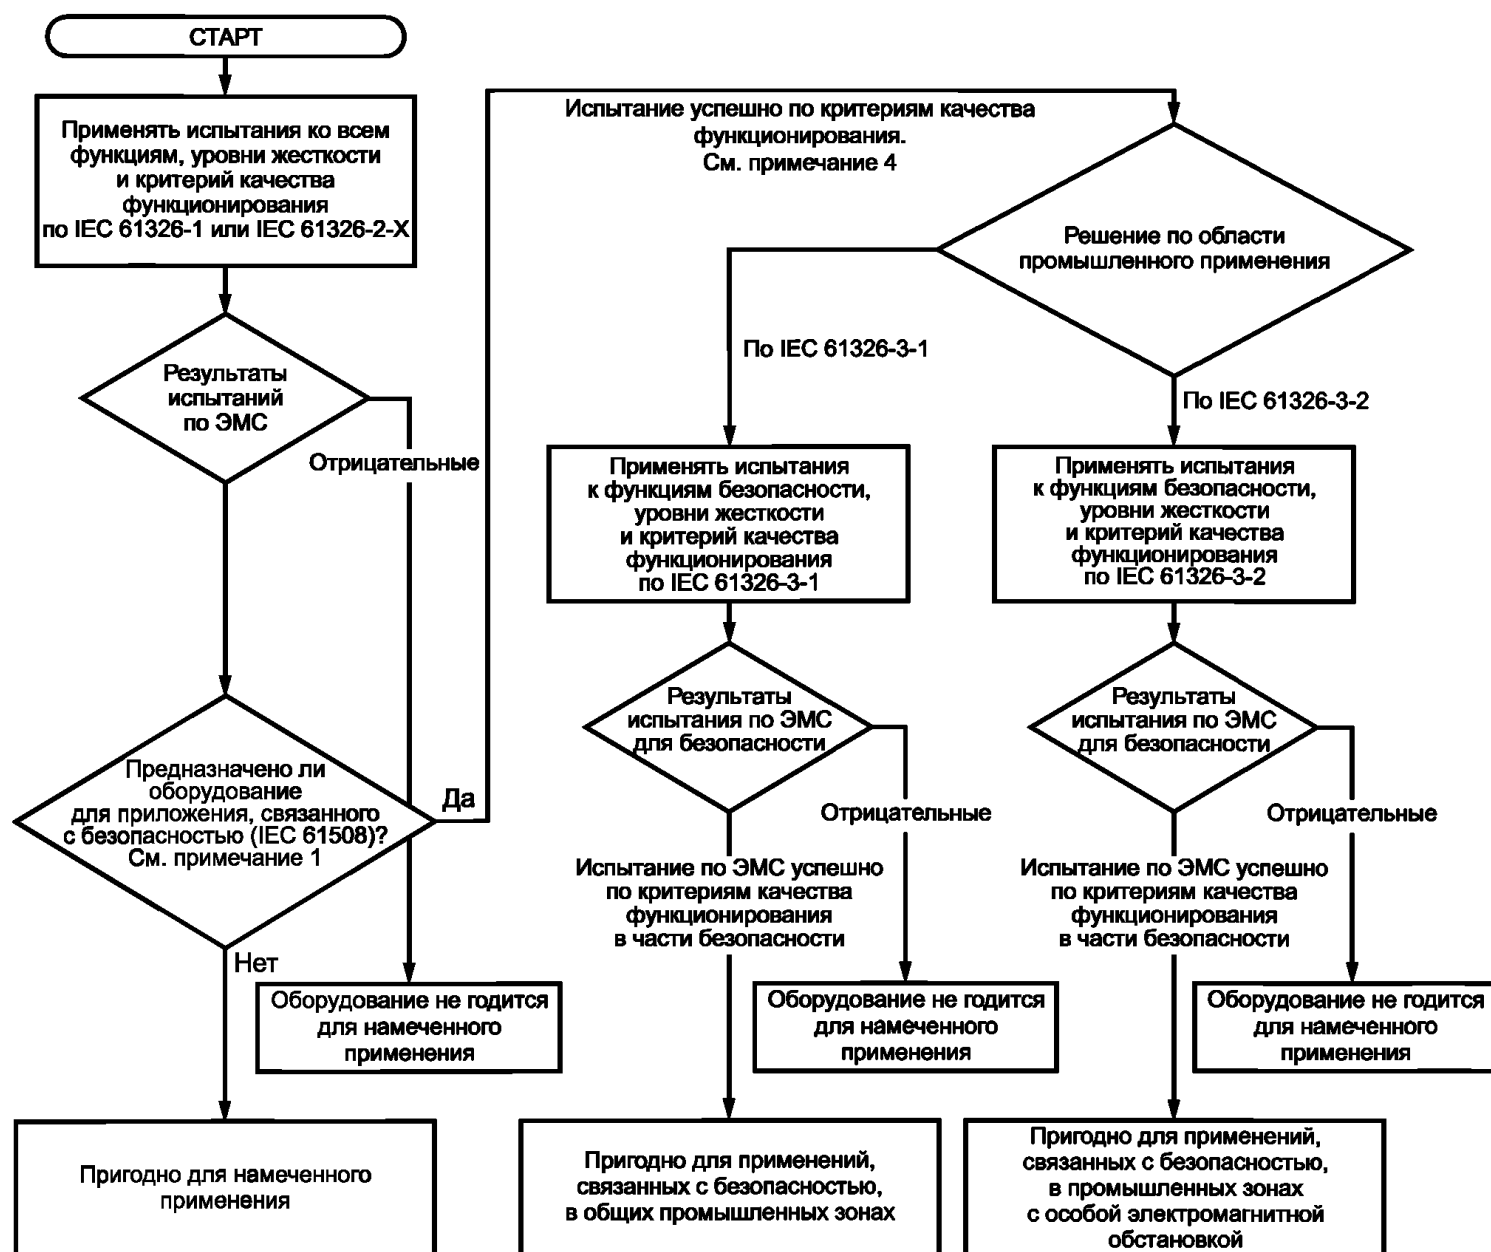 СТАРТ
Применять испытания ко всем
функциям, уровни жесткости
и критерий качества
функционирования
по IEC 61326-1 или IEC 61326-2-X
Результаты
испытаний
по ЭМС
Отрицательные
Предназначено ли
оборудование
для приложения, связанного
с безопасностью (IEC 61508)?
См. примечание 1
Да
Нет
Оборудование не годится
для намеченного
применения
Пригодно для намеченного
применения
Испытание успешно по критериям качества
функционирования.
См. примечание 4
Решение по области
промышленного применения
По IEC 61326-3-1
По IEC 61326-3-2
Применять испытания
к функциям безопасности,
уровни жесткости
и критерий качества
функционирования
по IEC 61326-3-1
Результаты
испытания по ЭМС
для безопасности
Отрицательные
Испытание по ЭМС успешно
по критериям качества
функционирования
в части безопасности
Оборудование не годится
для намеченного
применения
Пригодно для применений,
связанных с безопасностью,
в общих промышленных зонах
Применять испытания
к функциям безопасности,
уровни жесткости
и критерий качества
функционирования
по IEC 61326-3-2
Результаты
испытания по ЭМС
для безопасности
Отрицательные
Испытание по ЭМС успешно
по критериям качества
функционирования
в части безопасности
Оборудование не годится
для намеченного
применения
Пригодно для применений,
связанных с безопасностью,
в промышленных зонах
с особой электромагнитной
обстановкой